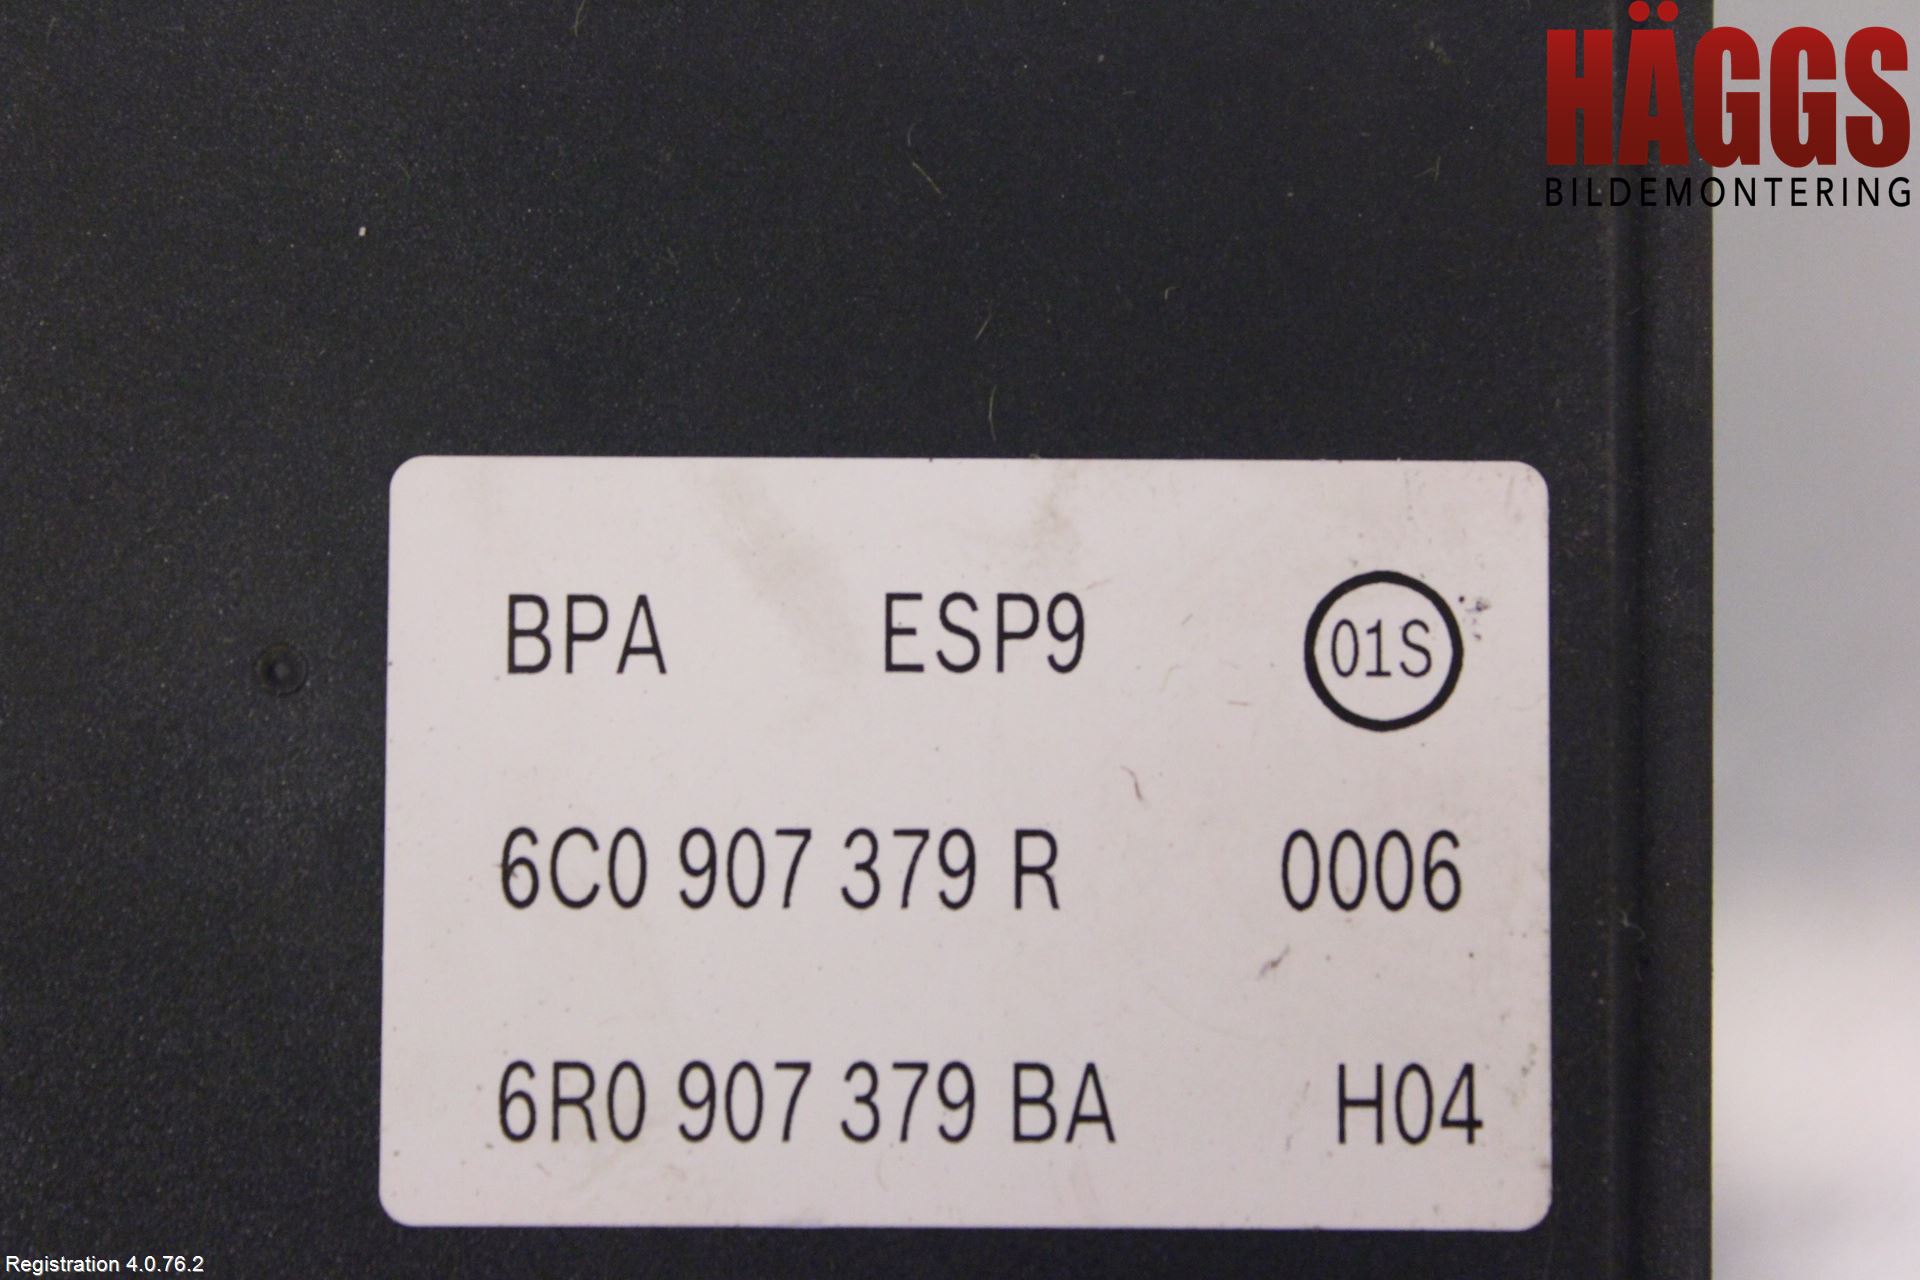 HÄGGS
BILDEMONTERING
BPA ESP9 01S
6C0 907 379 R 0006
6R0 907 379 BA H04
Registration 4.0.76.2